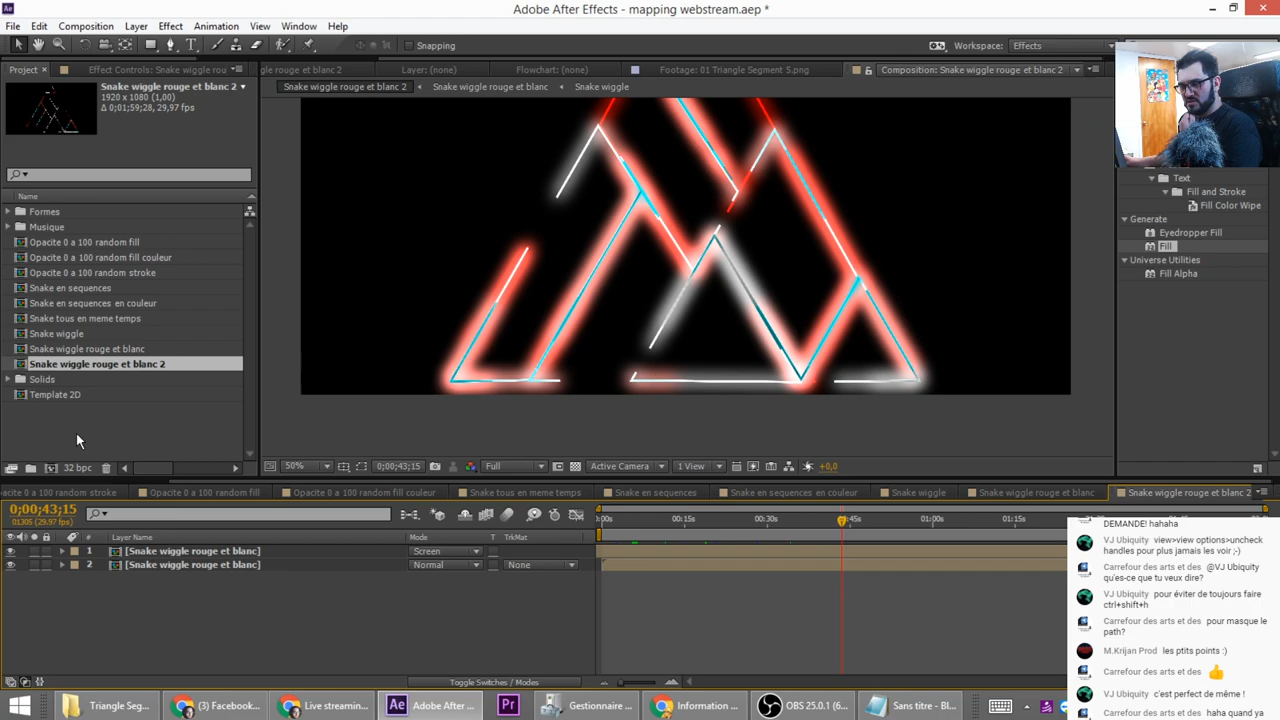 Adobe After Effects - mapping webstream.aep *
File Edit Composition Layer Effect Animation View Window Help
Snapping
Workspace: Effects
Project
Effect Controls: Snake wiggle rou
gle rouge et blanc 2
Layer: (none)
Flowchart: (none)
Footage: 01 Triangle Segment 5.png
Composition: Snake wiggle rouge et blanc 2
Snake wiggle rouge et blanc 2
1920 x 1080 (1,00)
Δ 0;01;59;28, 29,97 fps)
Snake wiggle rouge et blanc 2
Snake wiggle rouge et blanc
Snake wiggle
Name
Formes
Musique
Opacite 0 a 100 random fill
Opacite 0 a 100 random fill couleur
Opacite 0 a 100 random stroke
Snake en sequences
Snake en sequences en couleur
Snake tous en meme temps
Snake wiggle
Snake wiggle rouge et blanc
Snake wiggle rouge et blanc 2
Solids
Template 2D
Text
Fill and Stroke
Fill Color Wipe
Generate
Eyedropper Fill
Fill
Universe Utilities
Fill Alpha
32 bpc
50%
0;00;43;15
Full
Active Camera
1 View
+0,0
acite 0 a 100 random stroke
Opacite 0 a 100 random fill
Opacite 0 a 100 random fill couleur
Snake tous en meme temps
Snake en sequences
Snake en sequences en couleur
Snake wiggle
Snake wiggle rouge et blanc
Snake wiggle rouge et blanc 2
0;00;43;15
01305 (29.97 fps)
:00s
00:15s
00:30s
00:45s
01:00s
01:15s
#
Layer Name
Mode
T
TrkMat
1
[Snake wiggle rouge et blanc]
Screen
2
[Snake wiggle rouge et blanc]
Normal
None
DEMANDE! hahaha
VJ Ubiquity view>view options>uncheck
handles pour plus jamais les voir ;-)
Carrefour des arts et des @VJ Ubiquity
qu'es-ce que tu veux dire?
VJ Ubiquity pour éviter de toujours faire
ctrl+shift+h
Carrefour des arts et des pour masque le
path?
M.Krijan Prod les ptits points :)
Carrefour des arts et des 👍
VJ Ubiquity c'est perfect de même !
Carrefour des arts et des haha quand ya
Toggle Switches / Modes
Triangle Seg...
(3) Facebook...
Live streamin...
Adobe After ...
Pr
Gestionnaire ...
Information ...
OBS 25.0.1 (6...
Sans titre - Bl...